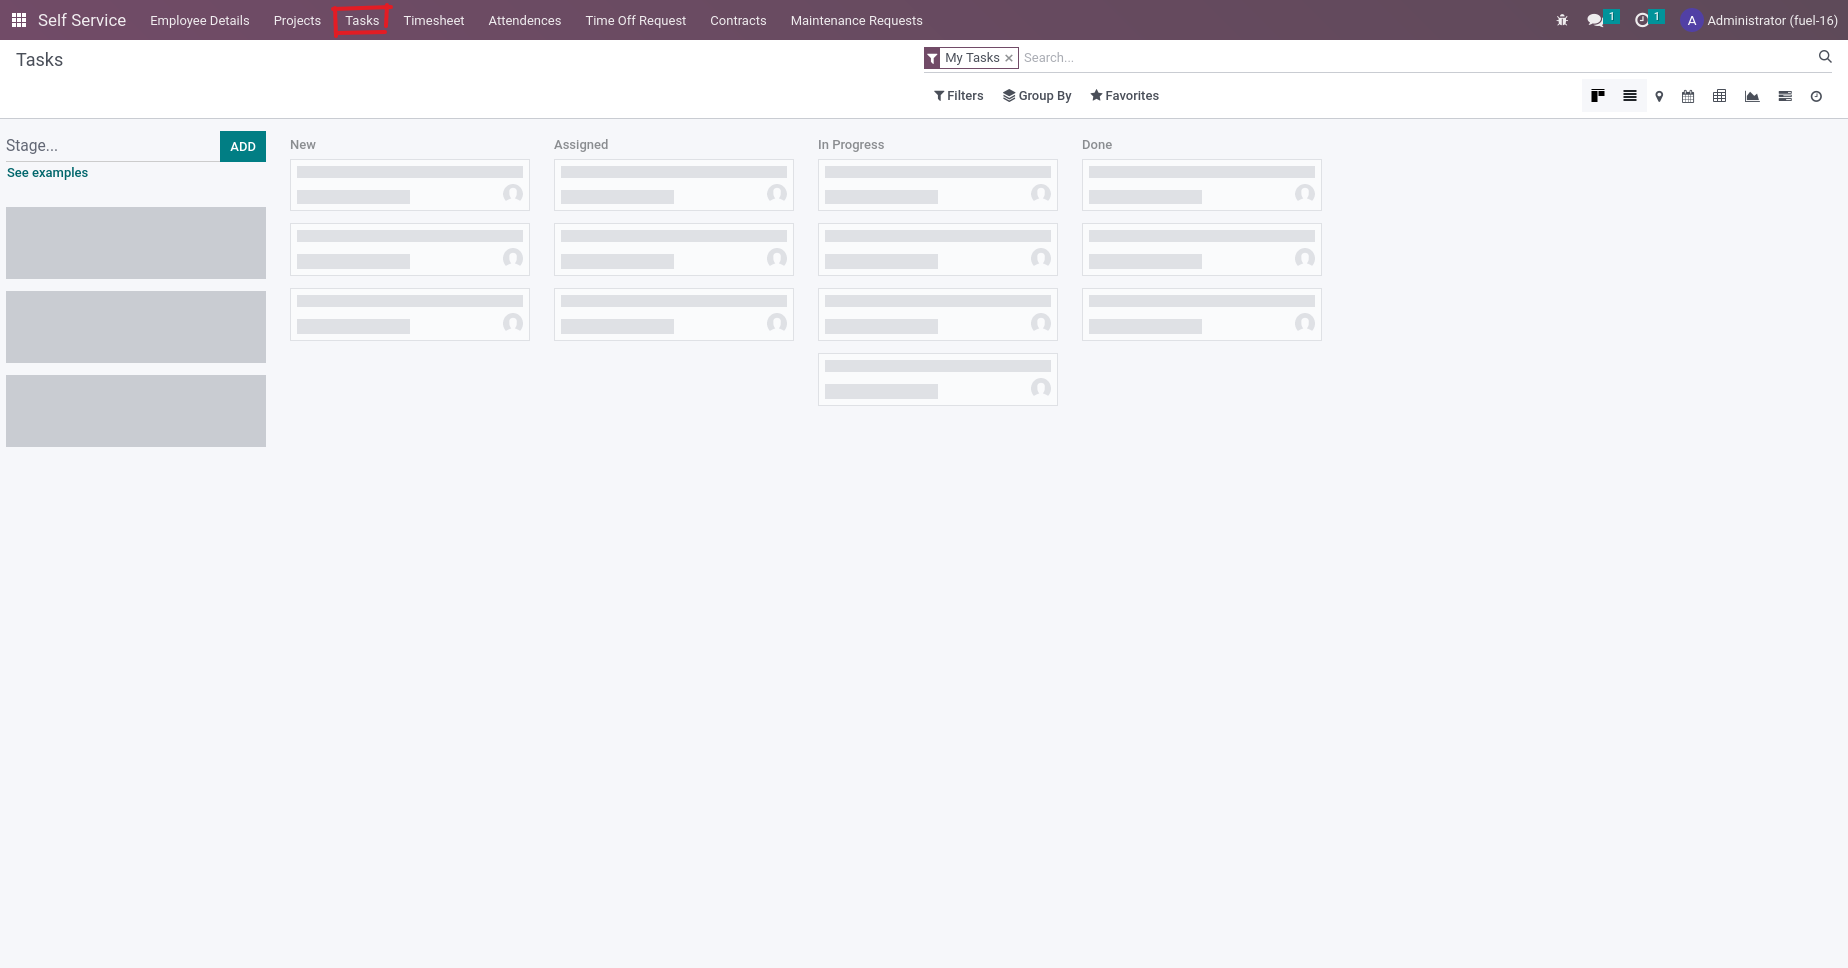 Self Service Employee Details Projects Tasks Timesheet Attendences Time Off Request Contracts Maintenance Requests 1 1 A Administrator (fuel-16)
Tasks
My Tasks × Search...
Filters Group By Favorites
Stage... ADD
See examples
New Assigned In Progress Done